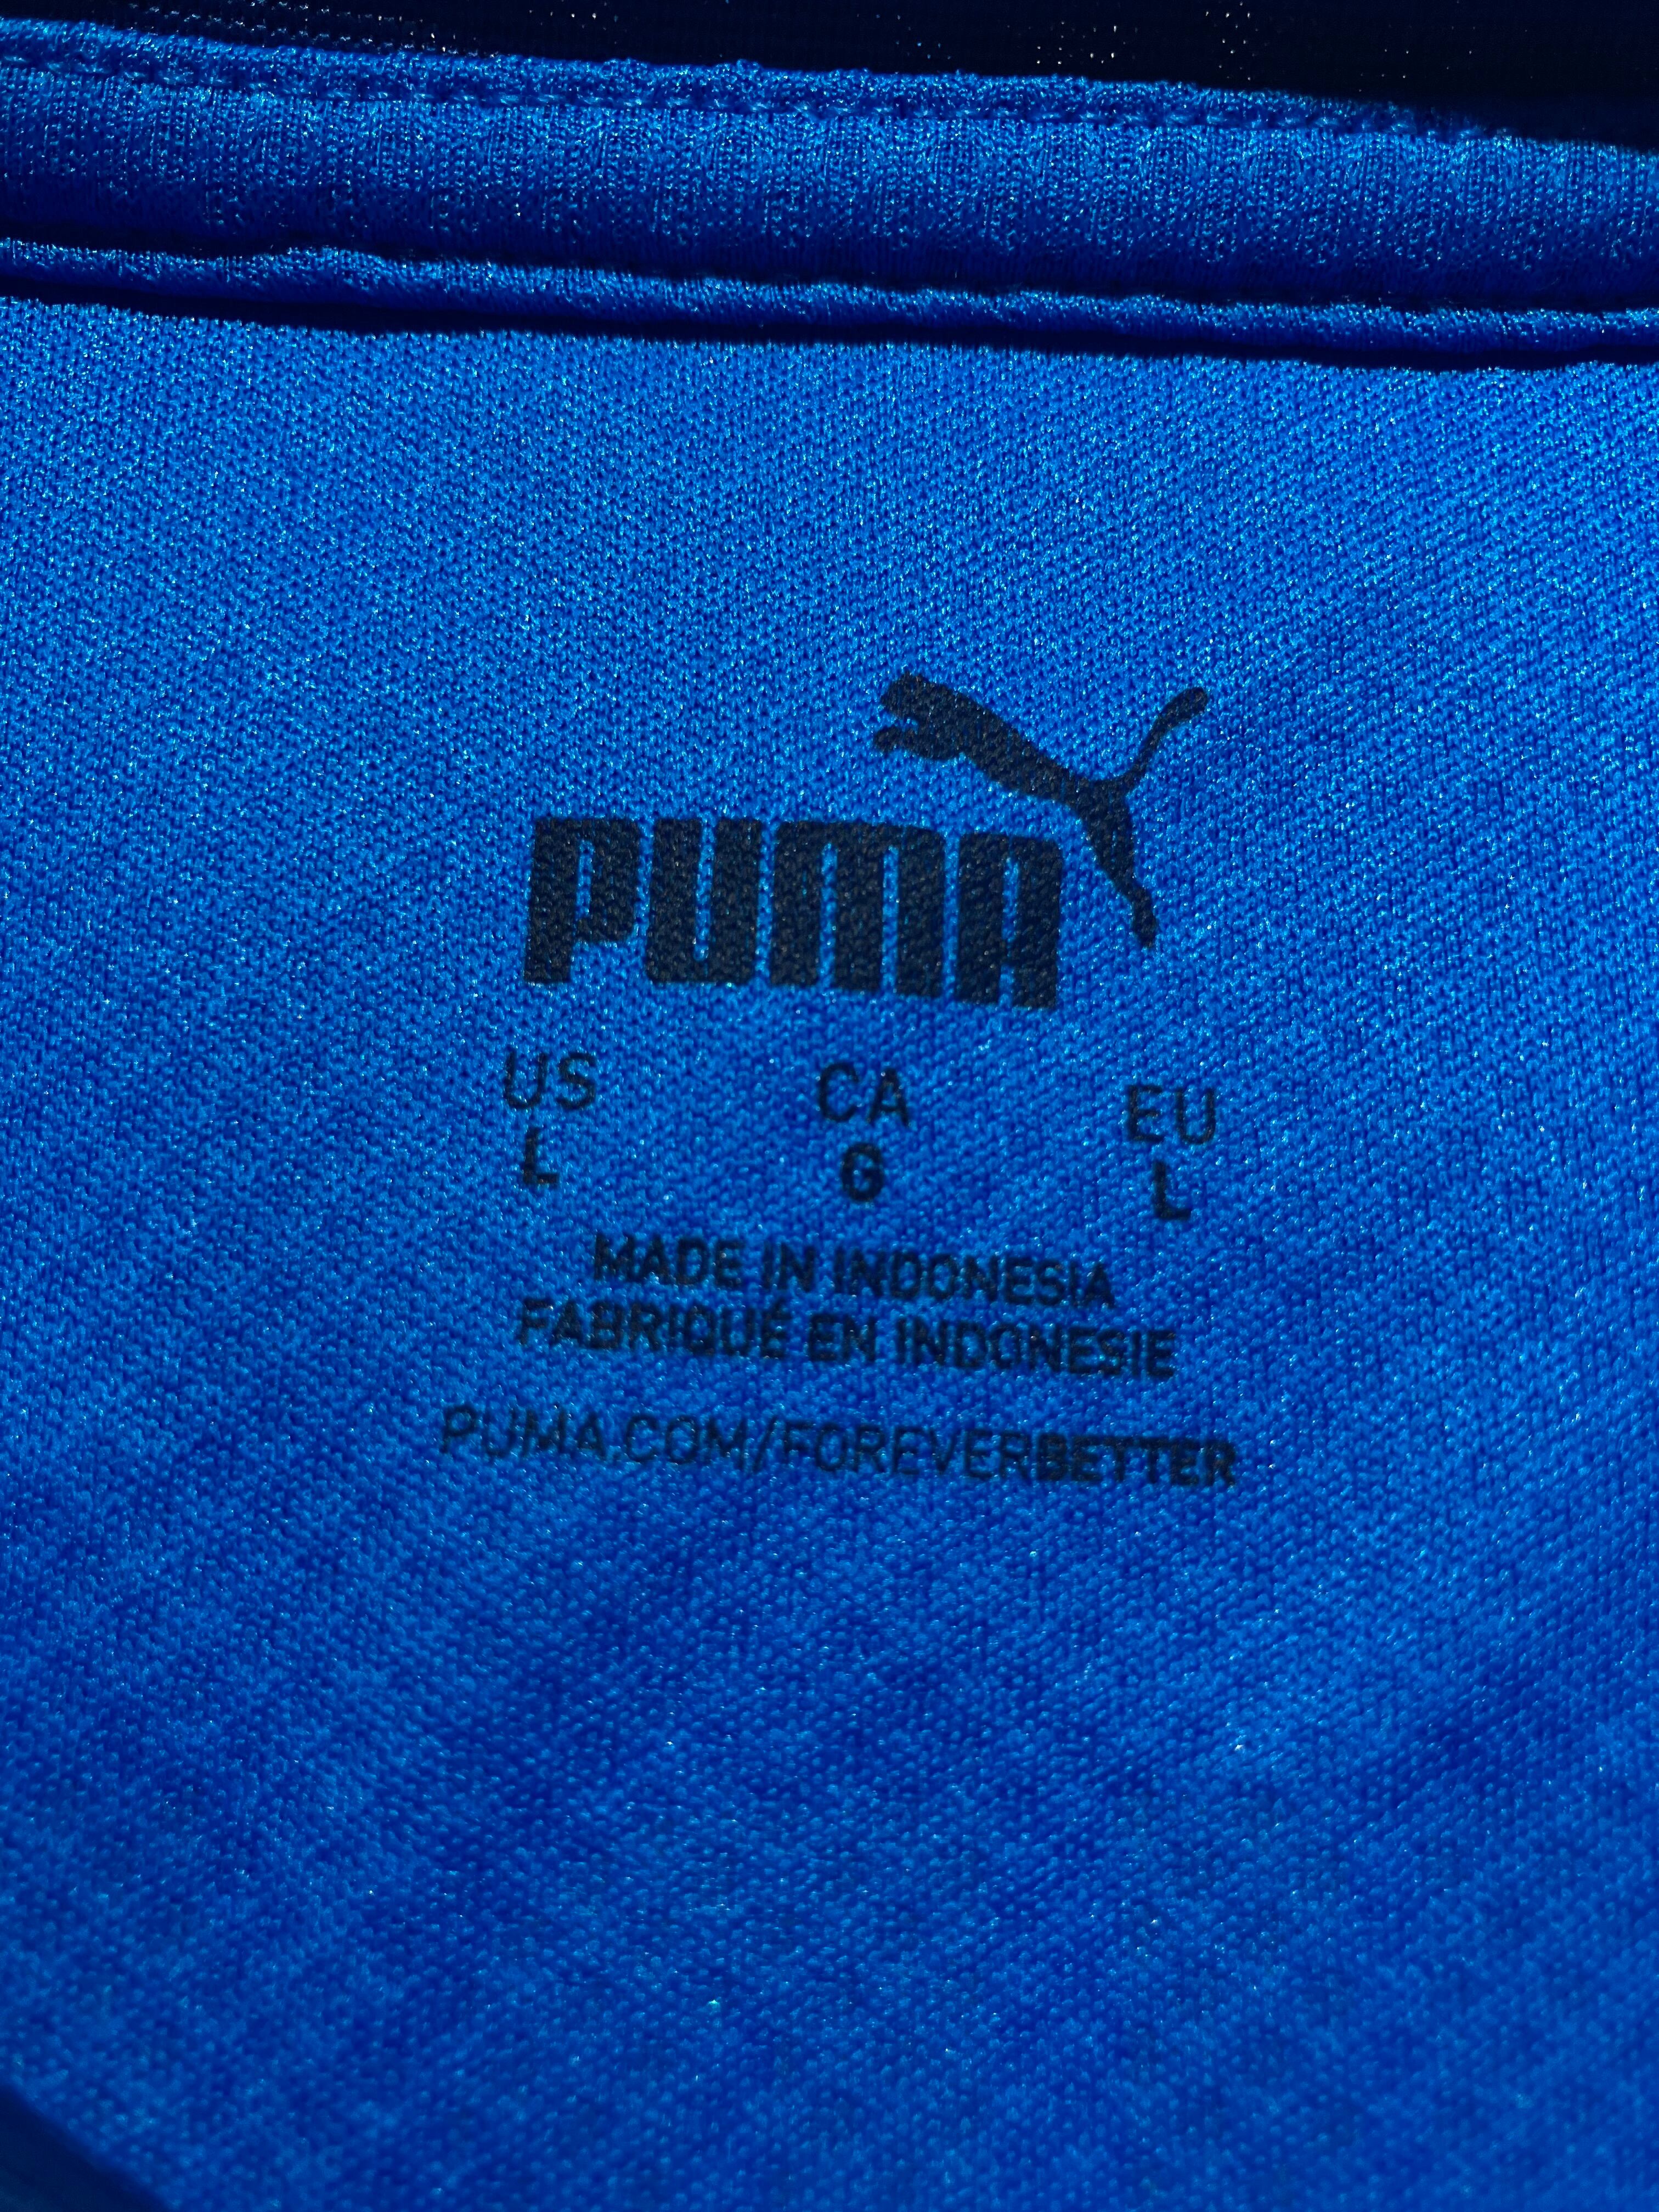 PUMA
US CA EU
L G L
MADE IN INDONESIA
FABRIQUÉ EN INDONESIE
PUMA.COM/FOREVERBETTER